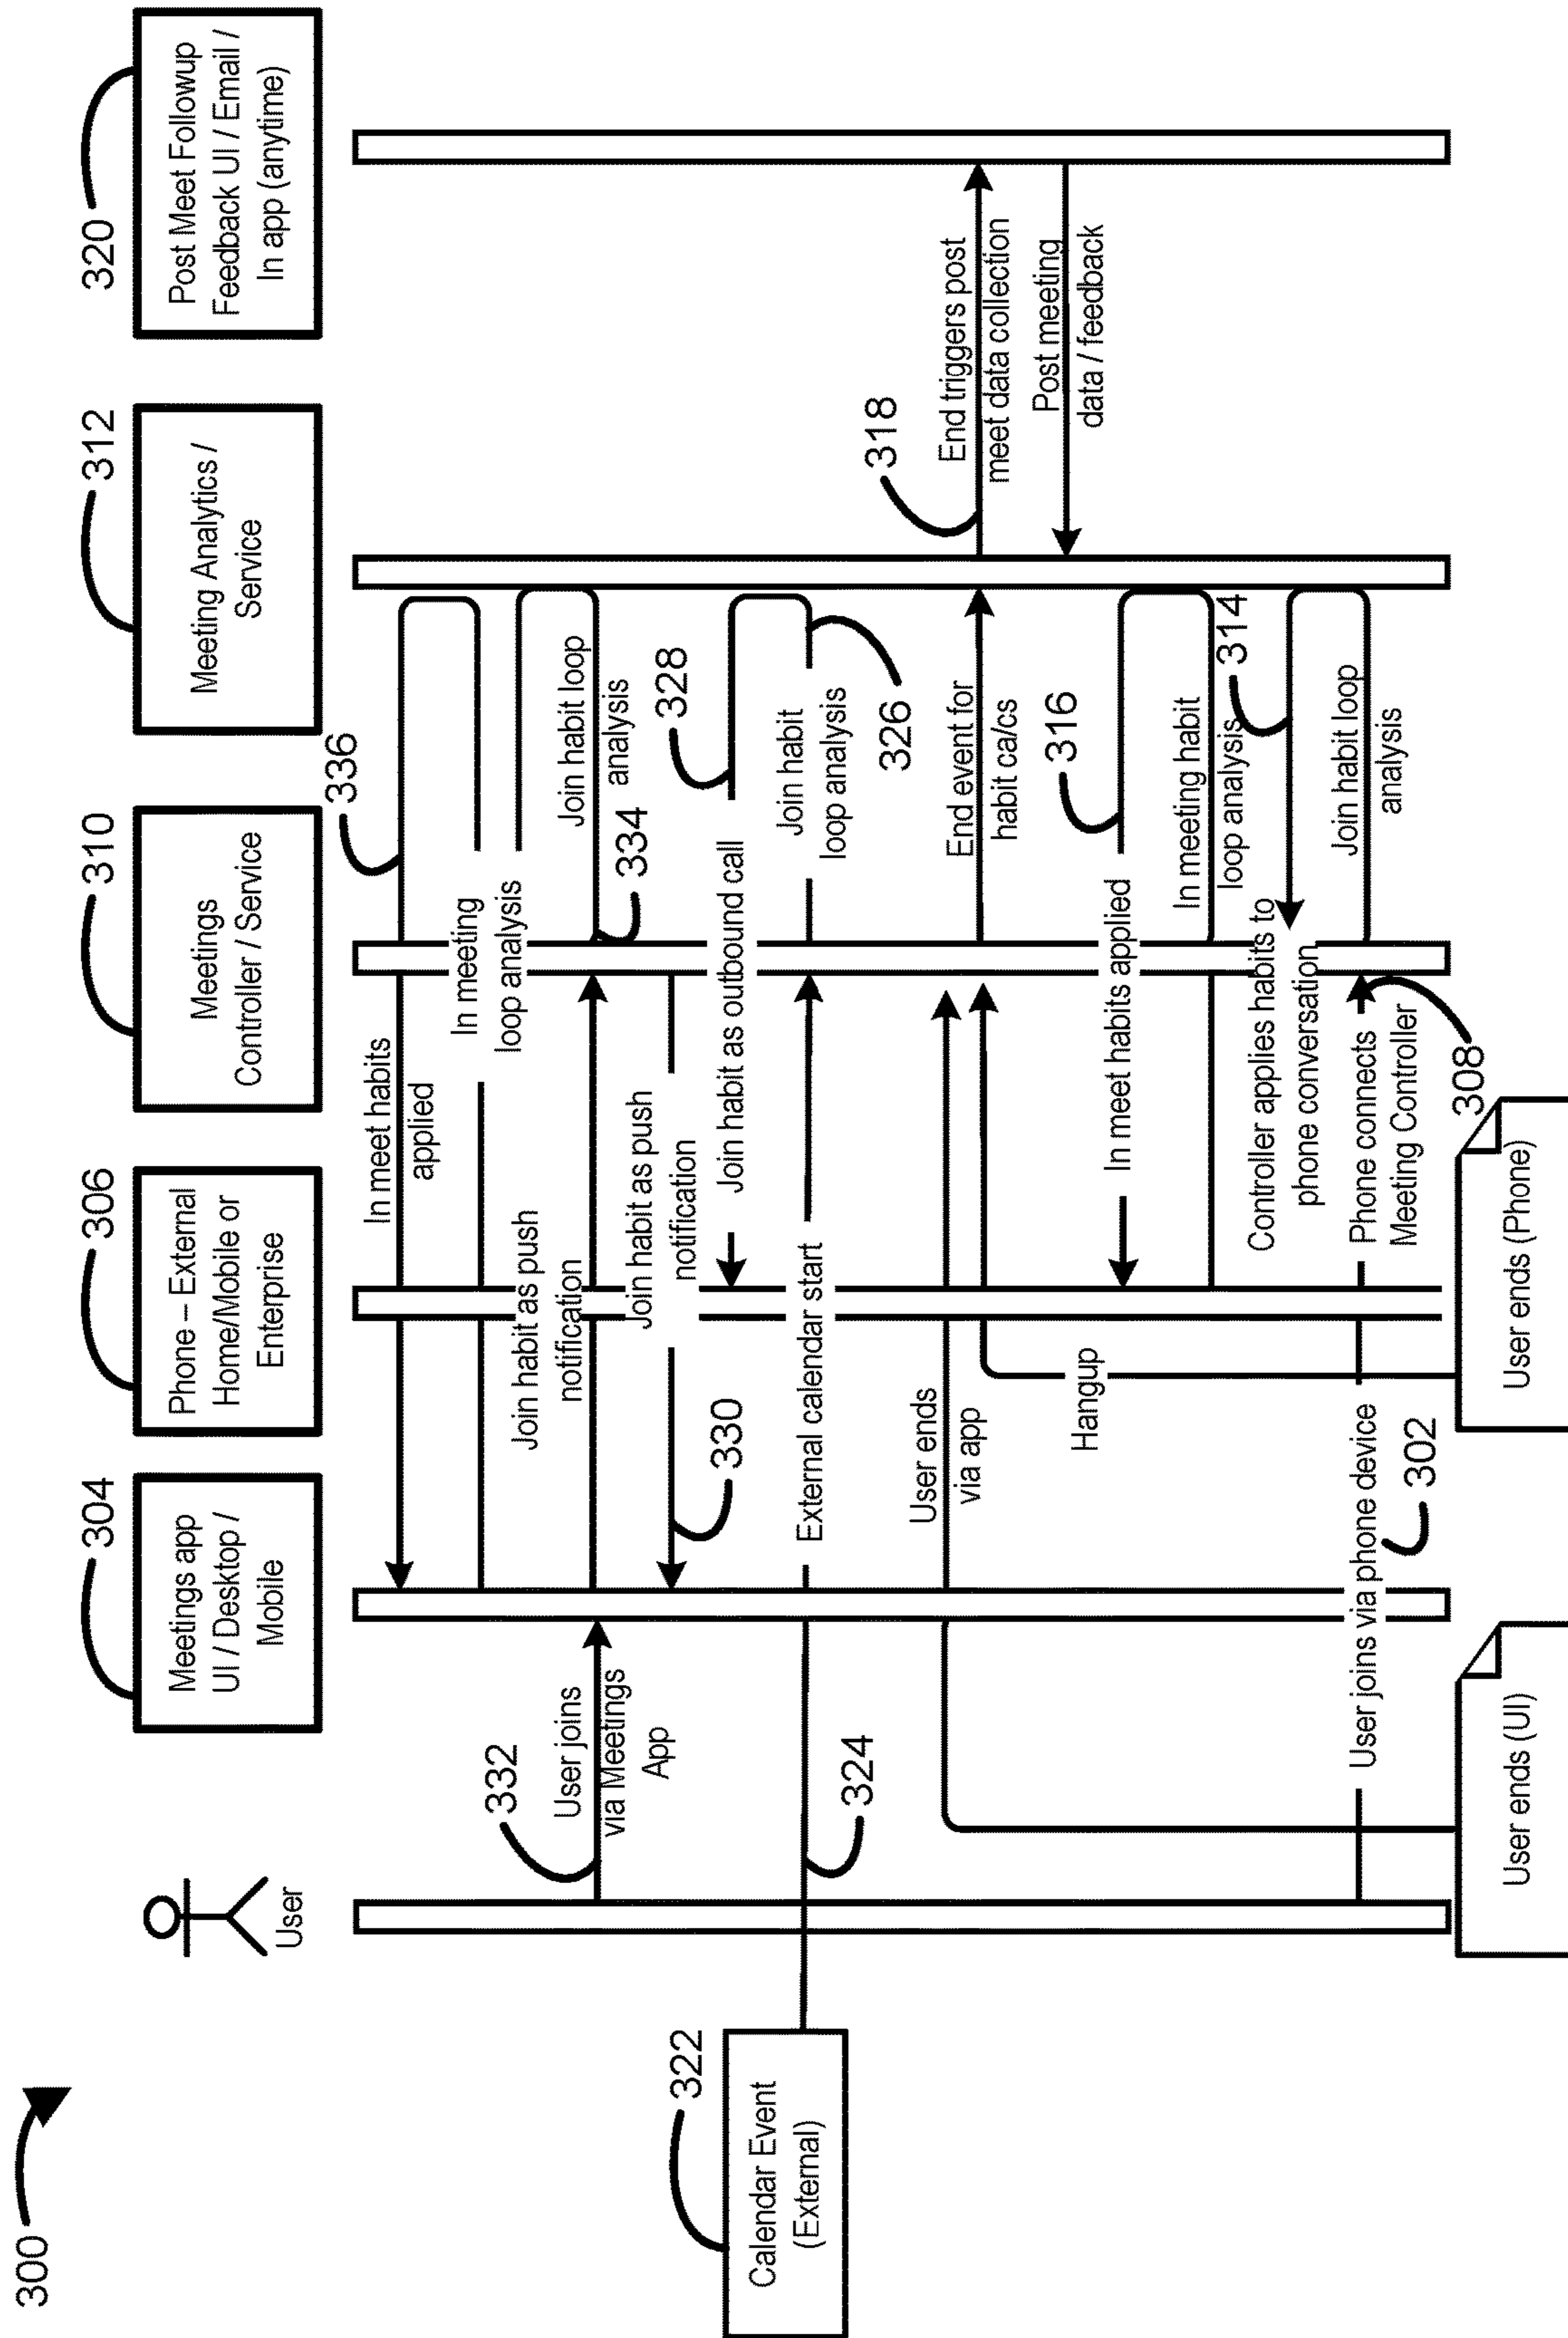 300
User
304
Meetings app
UI / Desktop /
Mobile
306
Phone – External
Home/Mobile or
Enterprise
310
Meetings
Controller / Service
312
Meeting Analytics /
Service
320
Post Meet Followup
Feedback UI / Email /
In app (anytime)
336
In meet habits
applied
In meeting
loop analysis
332
User joins
via Meetings
App
Join habit as push
notification
334
Join habit loop
analysis
330
Join habit as push
notification
328
Join habit as outbound call
322
Calendar Event
(External)
324
External calendar start
Join habit
loop analysis
326
User ends
via app
End event for
habit ca/cs
318
End triggers post
meet data collection
Post meeting
data / feedback
Hangup
316
In meet habits applied
In meeting habit
loop analysis
314
Controller applies habits to
phone conversation
User joins via phone device
302
Phone connects
Meeting Controller
308
Join habit loop
analysis
User ends (UI)
User ends (Phone)